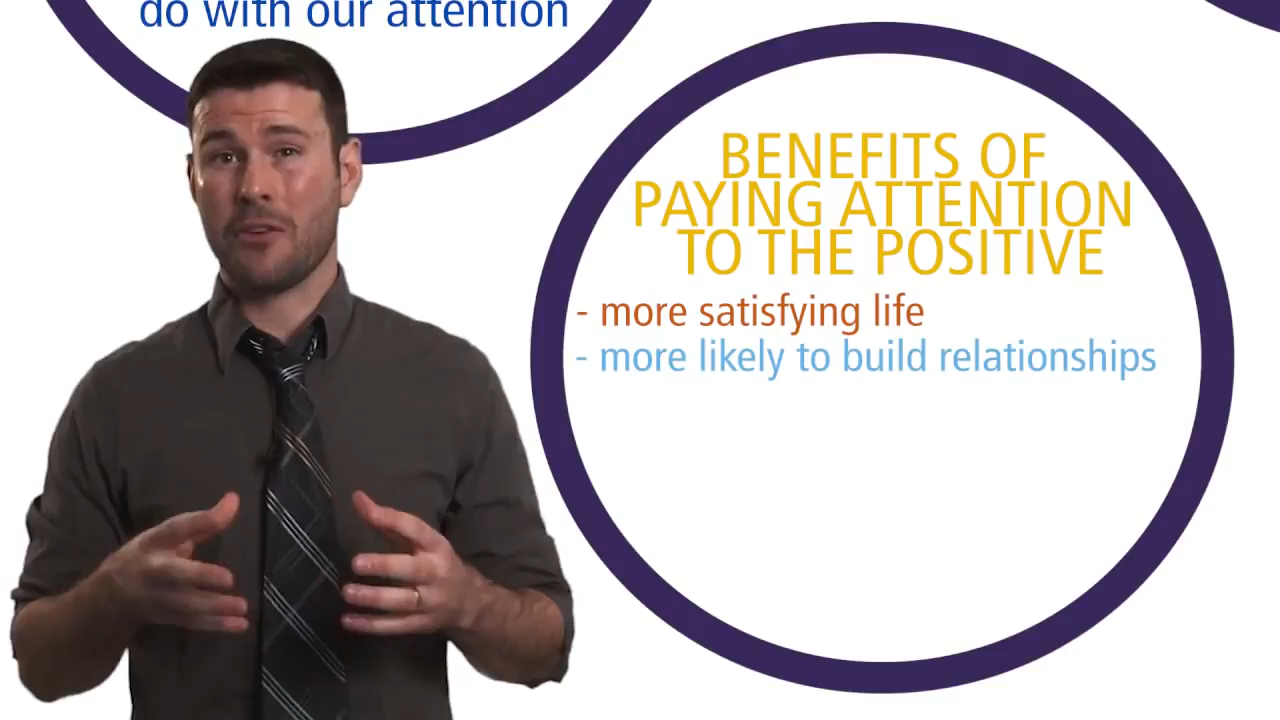 do with our attention
BENEFITS OF
PAYING ATTENTION
TO THE POSITIVE
- more satisfying life
- more likely to build relationships